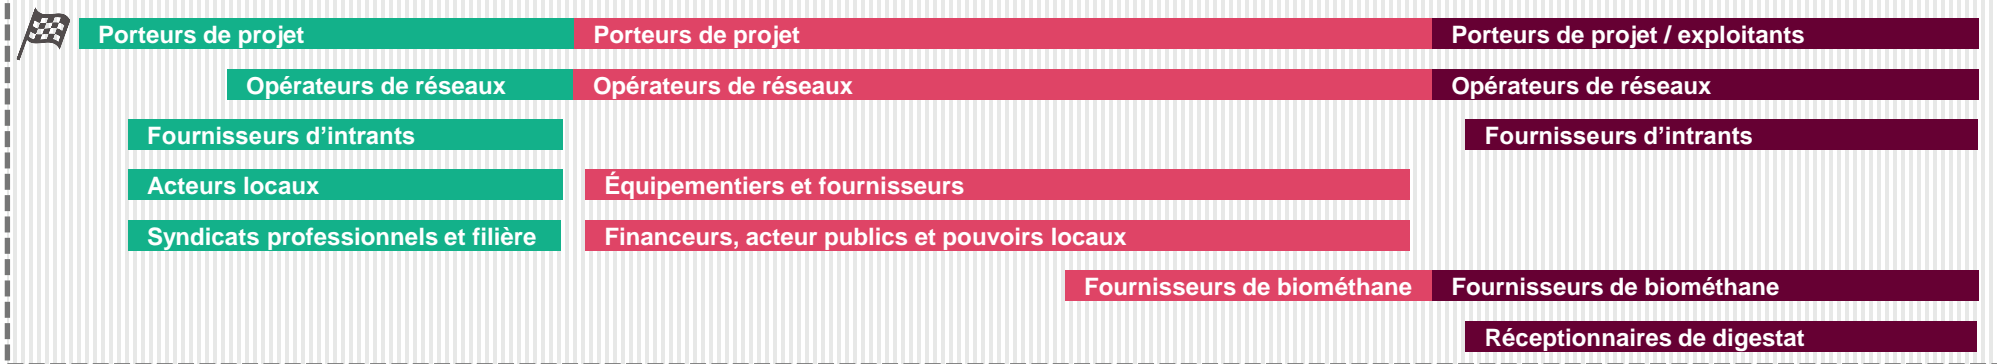 Porteurs de projet Porteurs de projet Porteurs de projet / exploitants
Opérateurs de réseaux Opérateurs de réseaux Opérateurs de réseaux
Fournisseurs d’intrants Fournisseurs d’intrants
Acteurs locaux Équipementiers et fournisseurs
Syndicats professionnels et filière Financeurs, acteur publics et pouvoirs locaux
Fournisseurs de biométhane Fournisseurs de biométhane
Réceptionnaires de digestat